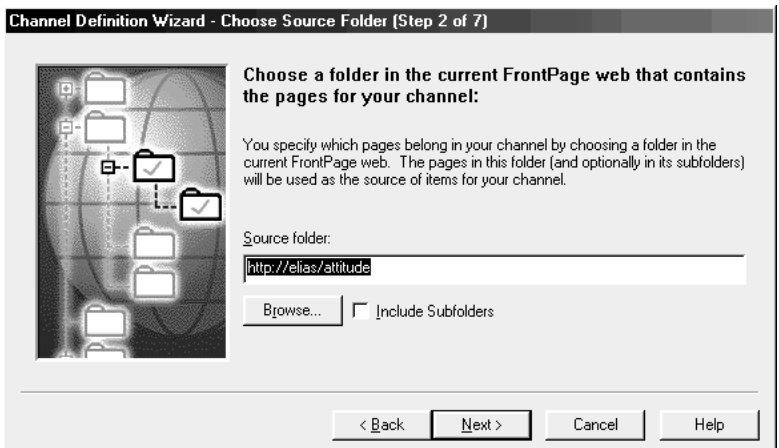 Channel Definition Wizard - Choose Source Folder (Step 2 of 7)
Choose a folder in the current FrontPage web that contains
the pages for your channel:
You specify which pages belong in your channel by choosing a folder in the
current FrontPage web. The pages in this folder (and optionally in its subfolders)
will be used as the source of items for your channel.
Source folder:
http://elias/attitude
Browse... Include Subfolders
< Back Next > Cancel Help